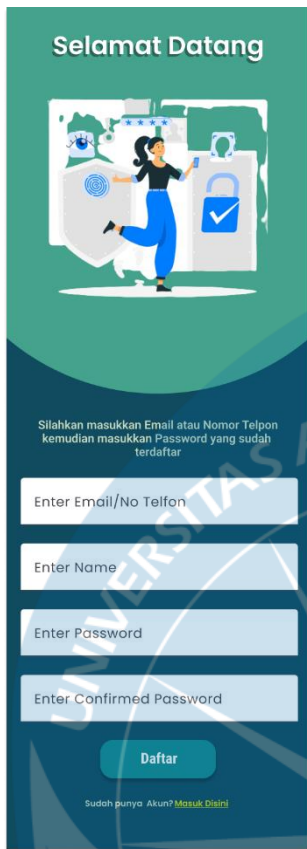 Selamat Datang
Silahkan masukkan Email atau Nomor Telpon
kemudian masukkan Password yang sudah
terdaftar
Enter Email/No Telfon
Enter Name
Enter Password
Enter Confirmed Password
Daftar
Sudah punya Akun? Masuk Disini
UNIVERSITAS A